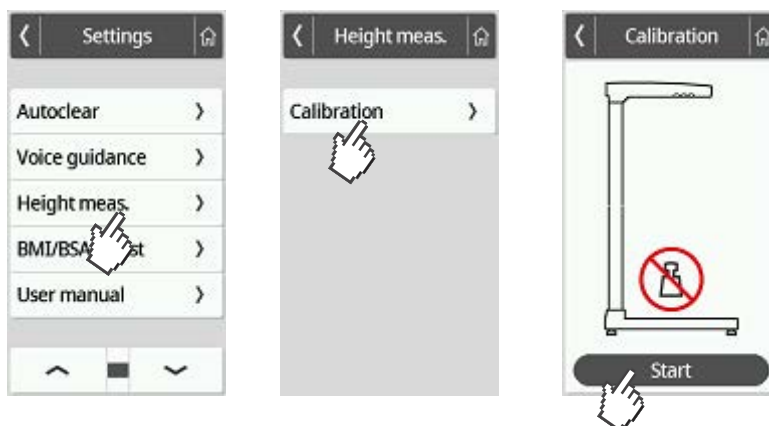 Settings
Autoclear
Voice guidance
Height meas.
BMI/BSA
User manual
Height meas.
Calibration
Calibration
Start